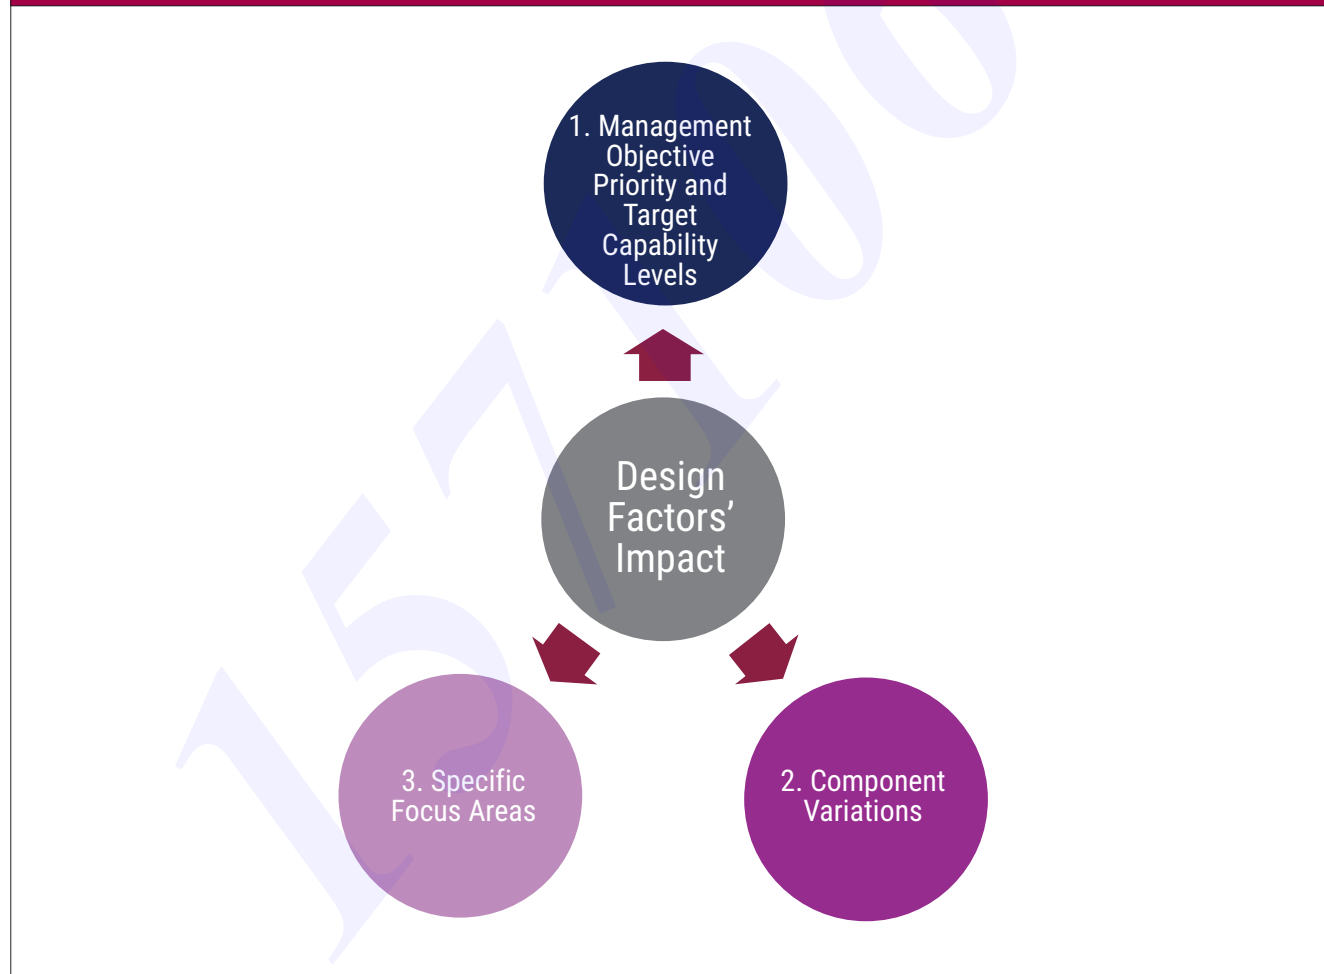 1. Management
Objective
Priority and
Target
Capability
Levels
Design
Factors’
Impact
3. Specific
Focus Areas
2. Component
Variations